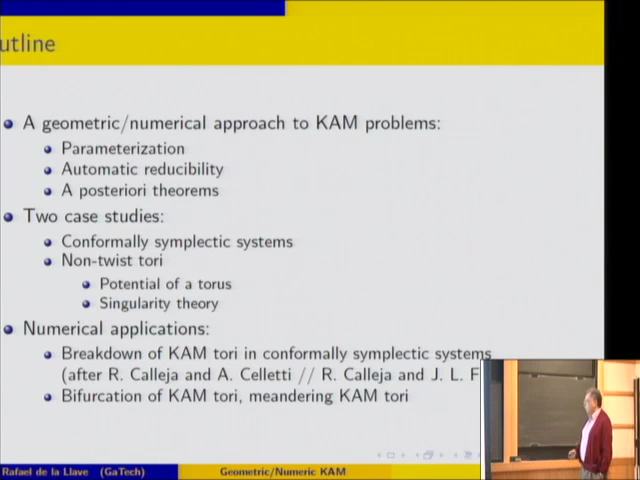 utline
A geometric/numerical approach to KAM problems:
Parameterization
Automatic reducibility
A posteriori theorems
Two case studies:
Conformally symplectic systems
Non-twist tori
Potential of a torus
Singularity theory
Numerical applications:
Breakdown of KAM tori in conformally symplectic systems
(after R. Calleja and A. Celletti // R. Calleja and J. L. F
Bifurcation of KAM tori, meandering KAM tori
Rafael de la Llave (GaTech)
Geometric/Numeric KAM